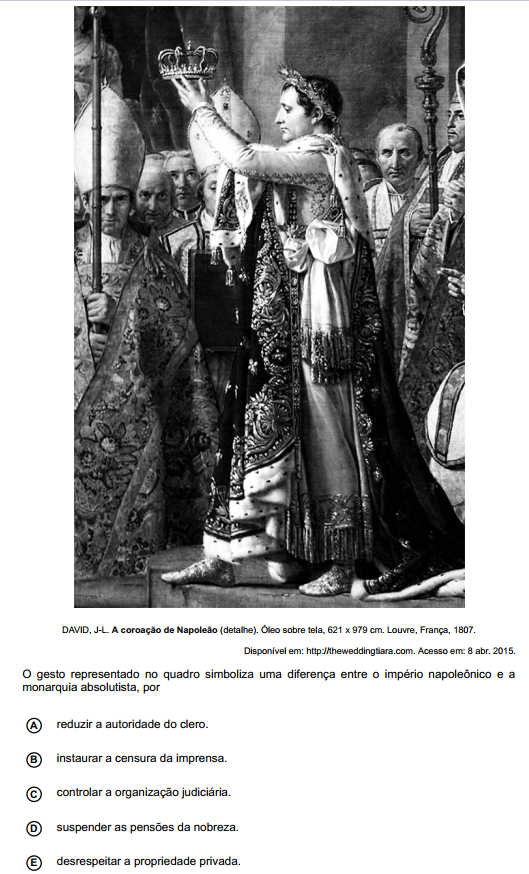 DAVID, J-L. A coroação de Napoleão (detalhe). Óleo sobre tela, 621 x 979 cm. Louvre, França, 1807.
Disponível em: http://theweddingtiara.com. Acesso em: 8 abr. 2015.
O gesto representado no quadro simboliza uma diferença entre o império napoleônico e a
monarquia absolutista, por
A reduzir a autoridade do clero.
B instaurar a censura da imprensa.
C controlar a organização judiciária.
D suspender as pensões da nobreza.
E desrespeitar a propriedade privada.